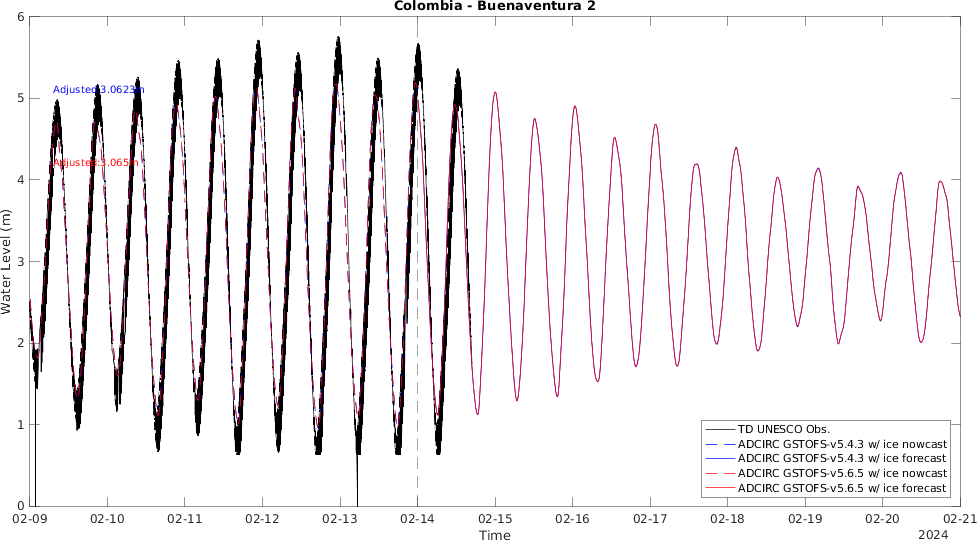 Colombia - Buenaventura 2
6
5
4
3
2
1
0
Water Level (m)
Adjusted:3.0623m
Adjusted:3.065m
TD UNESCO Obs.
ADCIRC GSTOFS-v5.4.3 w/ ice nowcast
ADCIRC GSTOFS-v5.4.3 w/ ice forecast
ADCIRC GSTOFS-v5.6.5 w/ ice nowcast
ADCIRC GSTOFS-v5.6.5 w/ ice forecast
02-09 02-10 02-11 02-12 02-13 02-14 02-15 02-16 02-17 02-18 02-19 02-20 02-21
Time
2024